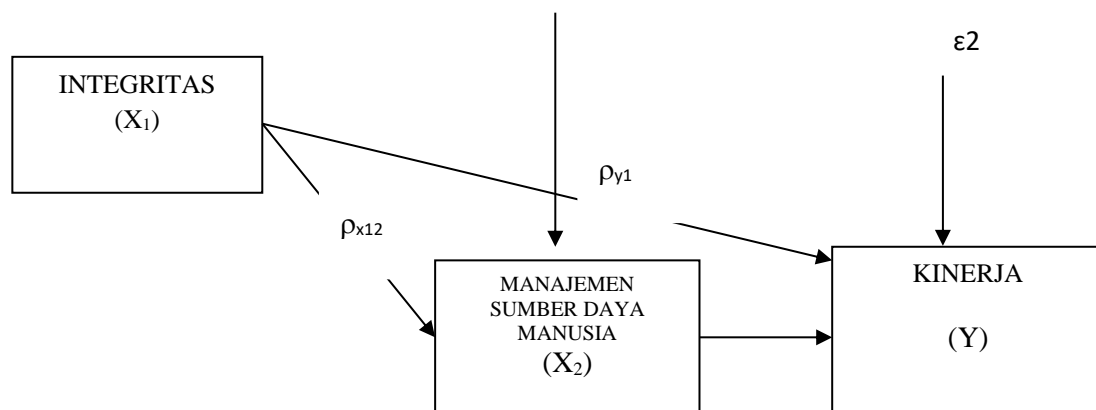 ε2
INTEGRITAS
(X₁)
ρy1
ρx12
MANAJEMEN
SUMBER DAYA
MANUSIA
(X₂)
KINERJA
(Y)